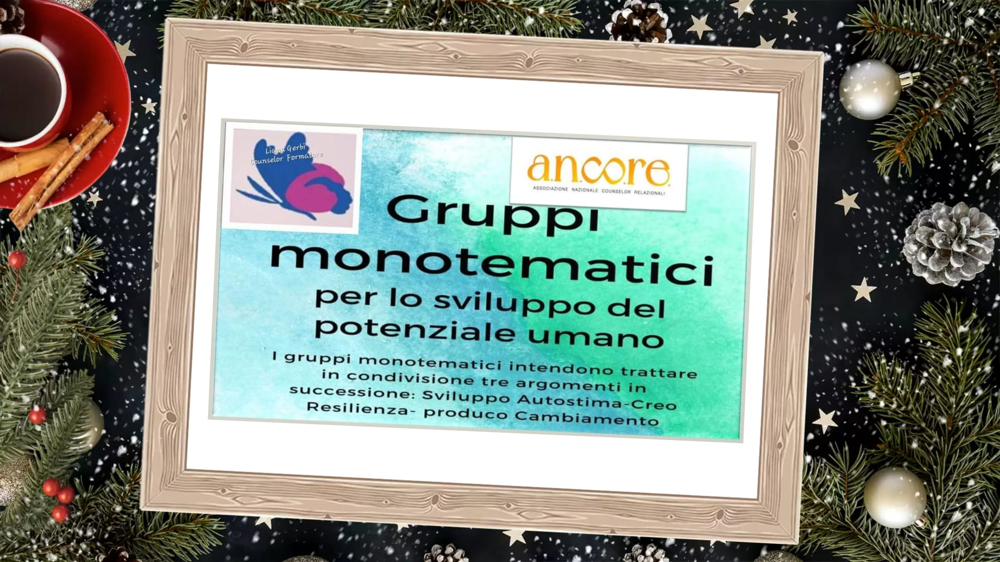 Liana Gerbi
Counselor Formatore
a.n.co.re.
ASSOCIAZIONE NAZIONALE COUNSELOR RELAZIONALI
Gruppi
monotematici
per lo sviluppo del
potenziale umano
I gruppi monotematici intendono trattare
in condivisione tre argomenti in
successione: Sviluppo Autostima-Creo
Resilienza- produco Cambiamento